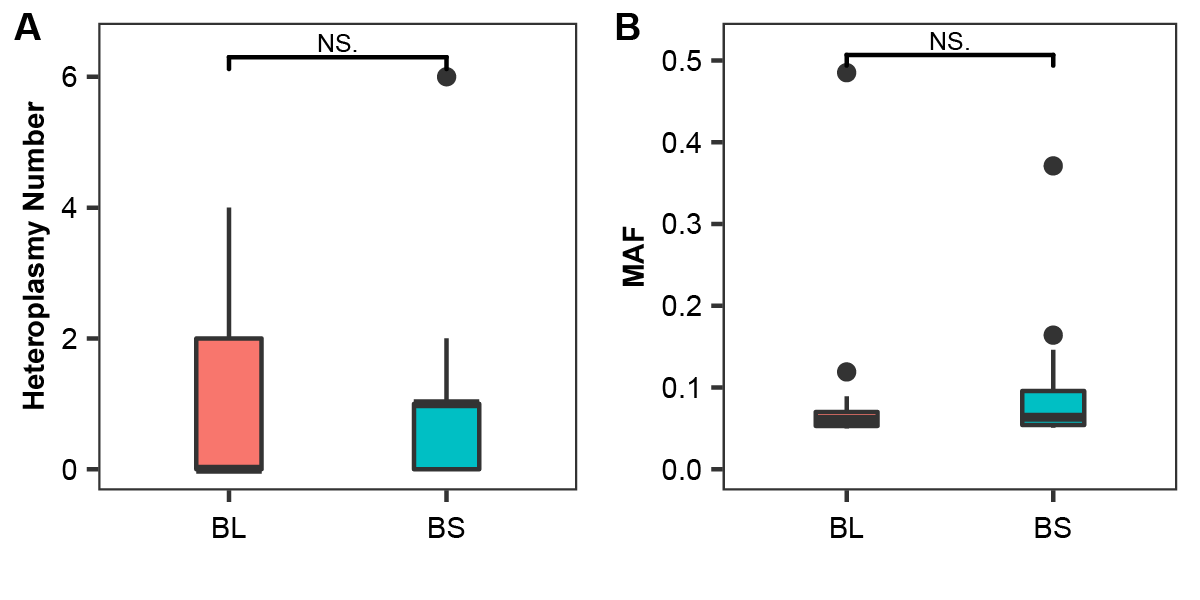 A
B
NS.
NS.
Heteroplasmy Number
6
4
2
0
BL
BS
MAF
0.5
0.4
0.3
0.2
0.1
0.0
BL
BS